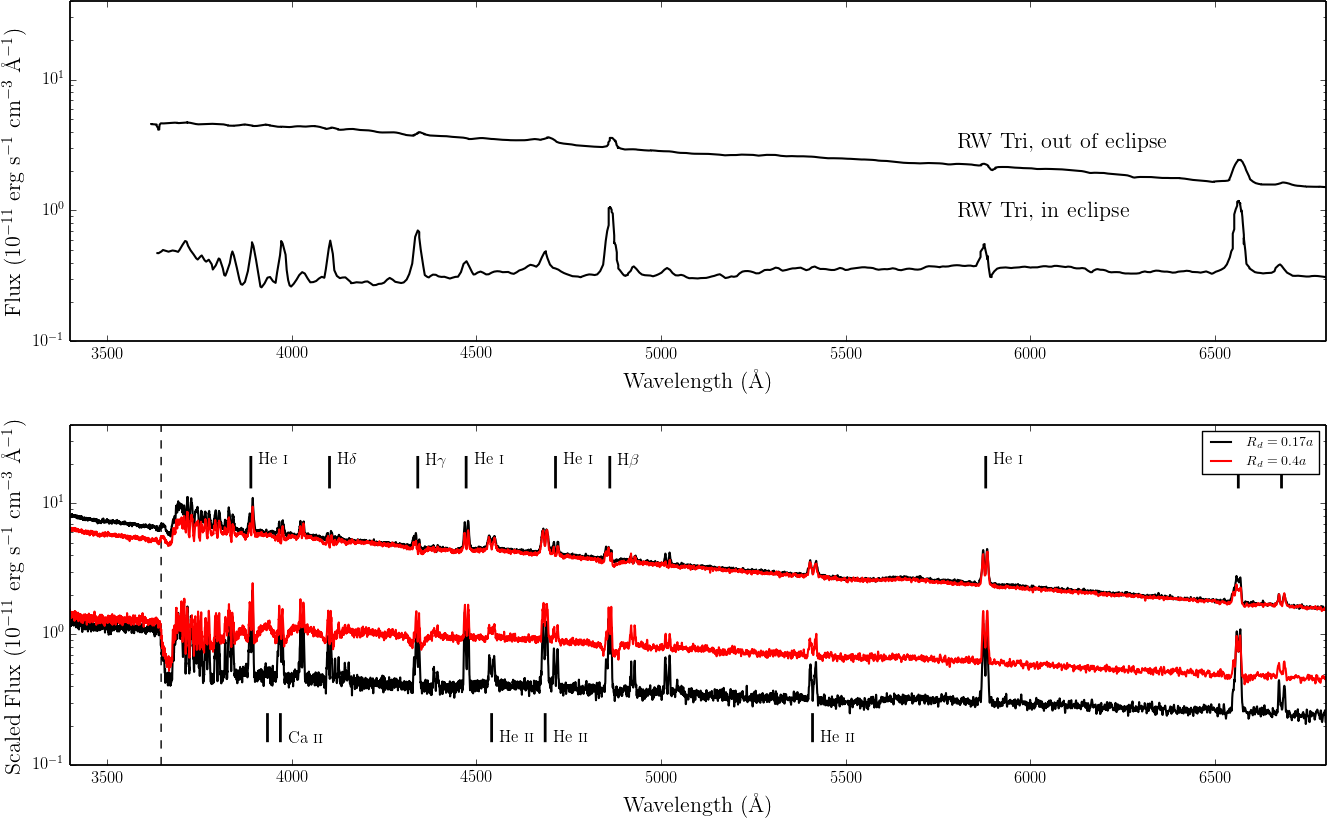 Flux (10⁻¹¹ erg s⁻¹ cm⁻³ Å⁻¹)
10¹
10⁰
10⁻¹
RW Tri, out of eclipse
RW Tri, in eclipse
3500 4000 4500 5000 5500 6000 6500
Wavelength (Å)
Scaled Flux (10⁻¹¹ erg s⁻¹ cm⁻³ Å⁻¹)
10¹
10⁰
10⁻¹
R_d = 0.17a
R_d = 0.4a
He I Hδ Hγ He I He I Hβ He I
Ca II He II He II He II
3500 4000 4500 5000 5500 6000 6500
Wavelength (Å)